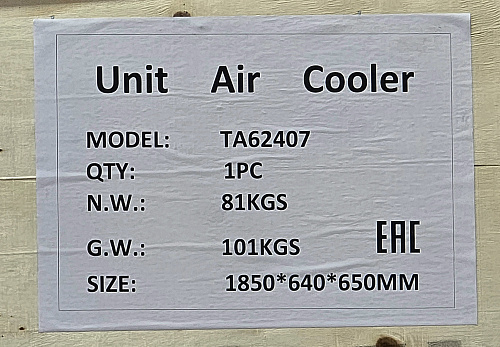 Unit Air Cooler
MODEL: TA62407
QTY: 1PC
N.W.: 81KGS
G.W.: 101KGS
EAC
SIZE: 1850*640*650MM